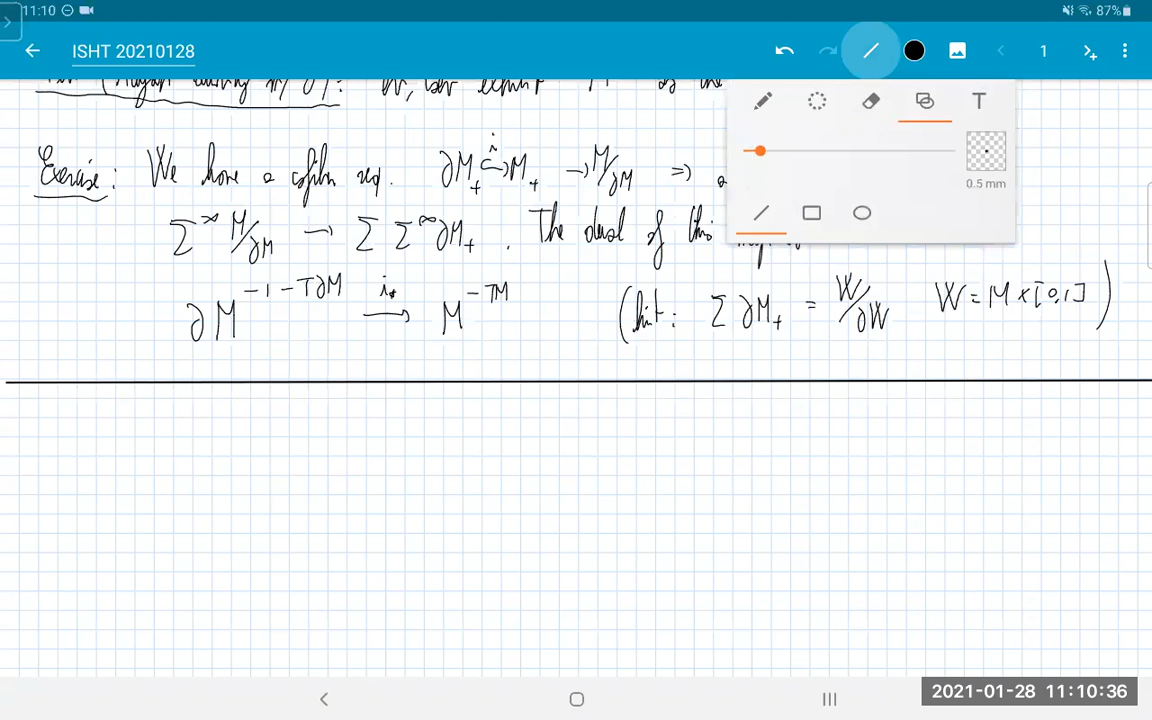 11:10 87%
ISHT 20210128 1
T
0.5 mm
Exercise: We have a cofiber seq. ∂M₊ ↪ M₊ → M/∂M ⇒ a
Σ^∞ M/∂M → Σ Σ^∞ ∂M₊ . The dual of this
∂M^{-1-T∂M} → M^{-TM} (hint: Σ ∂M₊ = W/∂W W = M × [0,1] )
2021-01-28 11:10:36